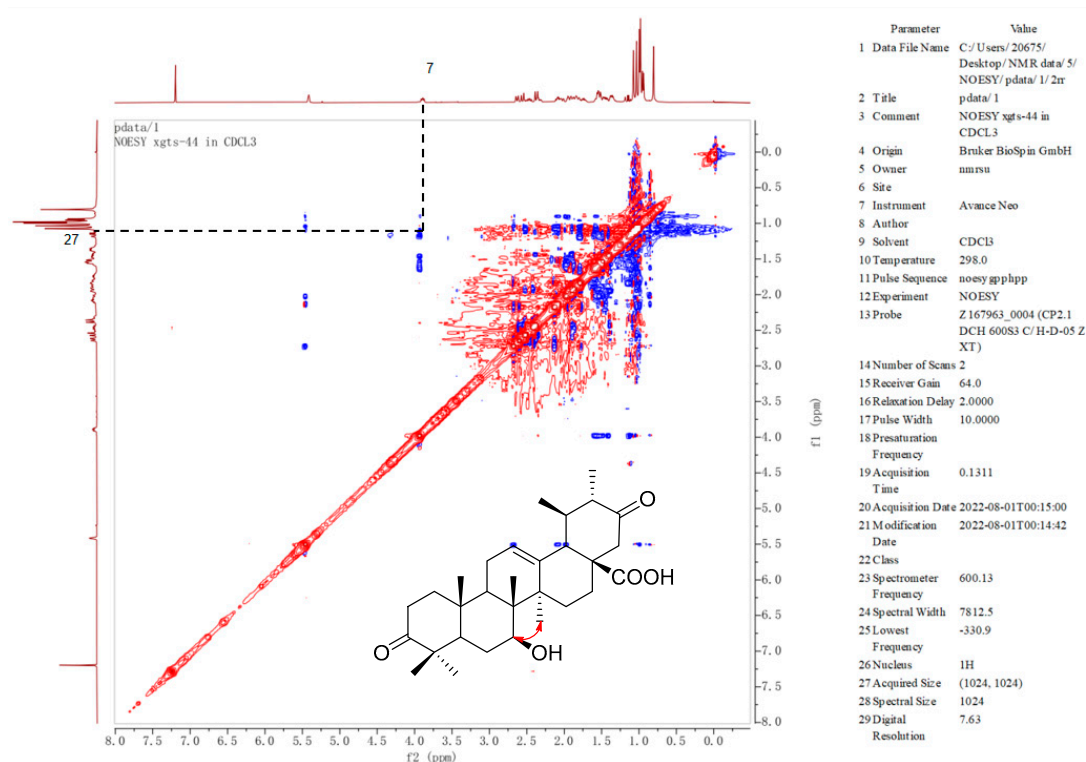 7
27
pdata/1
NOESY xgts-44 in CDCL3
0.0
0.5
1.0
1.5
2.0
2.5
3.0
3.5
4.0
4.5
5.0
5.5
6.0
6.5
7.0
7.5
8.0
f1 (ppm)
8.0 7.5 7.0 6.5 6.0 5.5 5.0 4.5 4.0 3.5 3.0 2.5 2.0 1.5 1.0 0.5 0.0
f2 (ppm)
O
COOH
O
OH
Parameter Value
1 Data File Name C:/ Users/ 20675/
Desktop/ NMR data/ 5/
NOESY/ pdata/ 1/ 2rr
2 Title pdata/ 1
3 Comment NOESY xgts-44 in
CDCL3
4 Origin Bruker BioSpin GmbH
5 Owner nmrsu
6 Site
7 Instrument Avance Neo
8 Author
9 Solvent CDCl3
10 Temperature 298.0
11 Pulse Sequence noesygpphpp
12 Experiment NOESY
13 Probe Z167963_0004 (CP2.1
DCH 600S3 C/ H-D-05 Z
XT)
14 Number of Scans 2
15 Receiver Gain 64.0
16 Relaxation Delay 2.0000
17 Pulse Width 10.0000
18 Presaturation
Frequency
19 Acquisition 0.1311
Time
20 Acquisition Date 2022-08-01T00:15:00
21 Modification 2022-08-01T00:14:42
Date
22 Class
23 Spectrometer 600.13
Frequency
24 Spectral Width 7812.5
25 Lowest -330.9
Frequency
26 Nucleus 1H
27 Acquired Size (1024, 1024)
28 Spectral Size 1024
29 Digital 7.63
Resolution